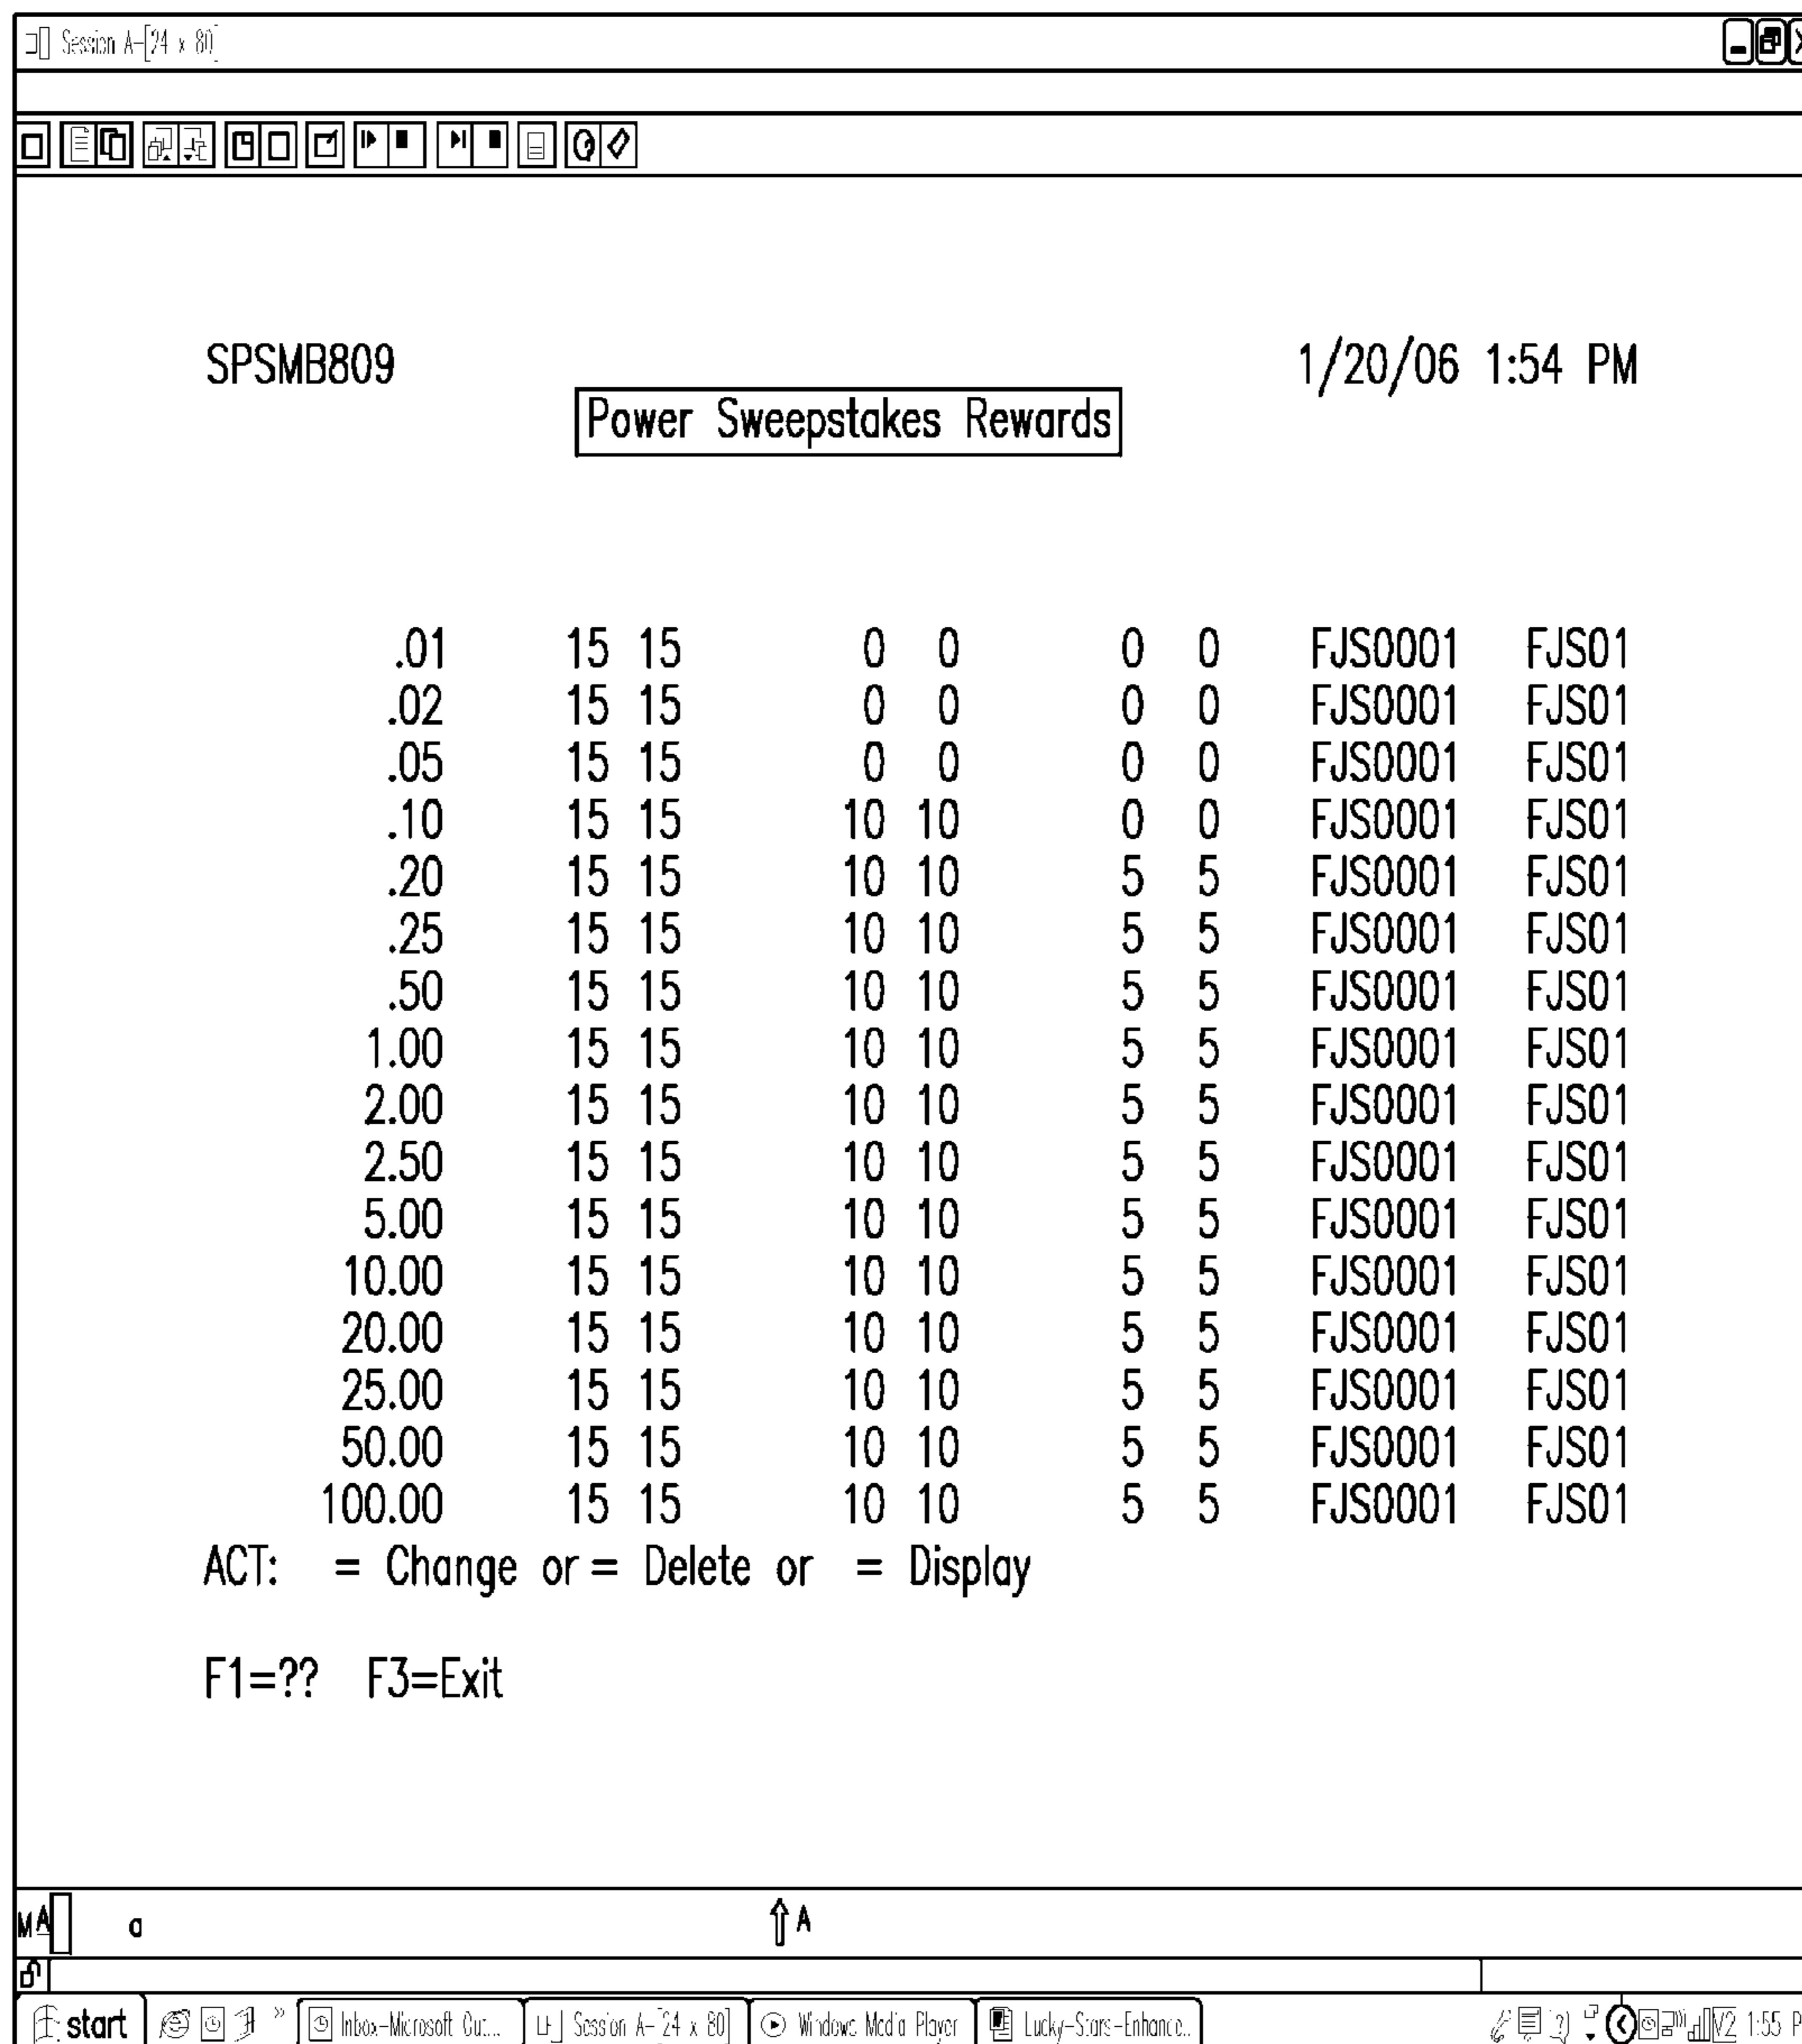 Session A-[24 x 80]
SPSMB809 1/20/06 1:54 PM
Power Sweepstakes Rewards
.01 15 15 0 0 0 0 FJS0001 FJS01
.02 15 15 0 0 0 0 FJS0001 FJS01
.05 15 15 0 0 0 0 FJS0001 FJS01
.10 15 15 10 10 0 0 FJS0001 FJS01
.20 15 15 10 10 5 5 FJS0001 FJS01
.25 15 15 10 10 5 5 FJS0001 FJS01
.50 15 15 10 10 5 5 FJS0001 FJS01
1.00 15 15 10 10 5 5 FJS0001 FJS01
2.00 15 15 10 10 5 5 FJS0001 FJS01
2.50 15 15 10 10 5 5 FJS0001 FJS01
5.00 15 15 10 10 5 5 FJS0001 FJS01
10.00 15 15 10 10 5 5 FJS0001 FJS01
20.00 15 15 10 10 5 5 FJS0001 FJS01
25.00 15 15 10 10 5 5 FJS0001 FJS01
50.00 15 15 10 10 5 5 FJS0001 FJS01
100.00 15 15 10 10 5 5 FJS0001 FJS01
ACT: = Change or = Delete or = Display
F1=?? F3=Exit
MA a A
start » Inbox-Microsoft Out... Session A-[24 x 80] Windows Media Player Lucky-Stars-Enhance.. V2 1:55 P